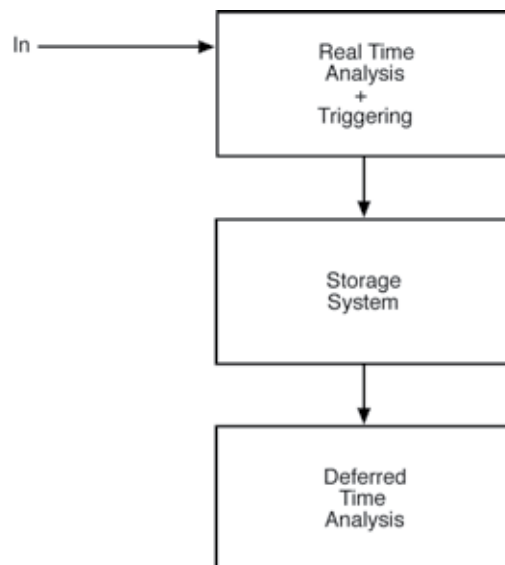 In
Real Time
Analysis
+
Triggering
Storage
System
Deferred
Time
Analysis